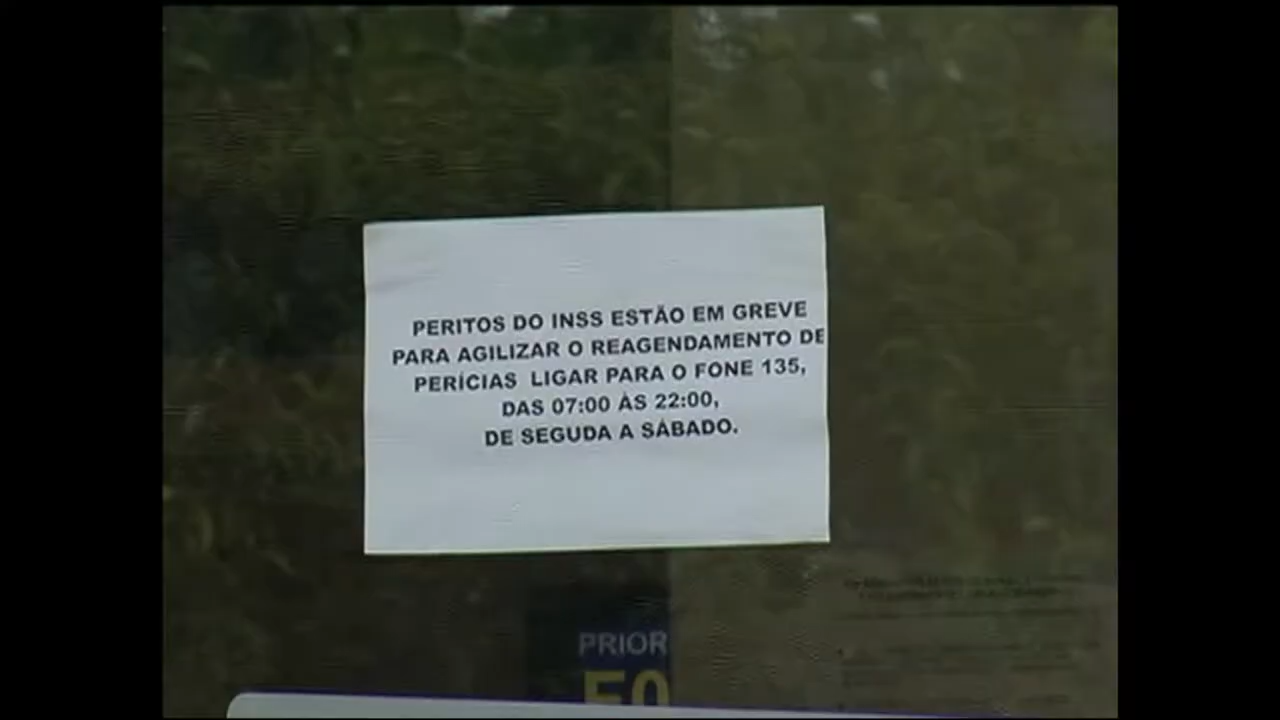 PERITOS DO INSS ESTÃO EM GREVE
PARA AGILIZAR O REAGENDAMENTO DE
PERÍCIAS LIGAR PARA O FONE 135,
DAS 07:00 ÀS 22:00,
DE SEGUDA A SÁBADO.
PRIOR